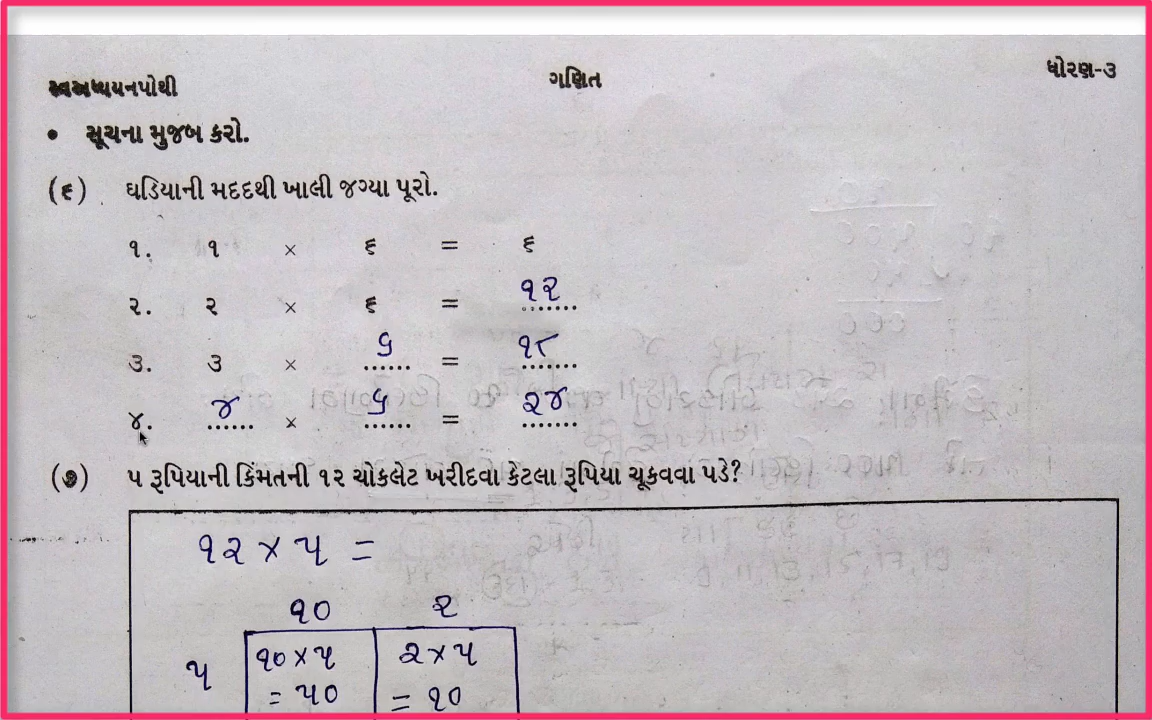 સ્વઅધ્યયનપોથી ગણિત ધોરણ-૩
• સૂચના મુજબ કરો.
(૬) ઘડિયાની મદદથી ખાલી જગ્યા પૂરો.
૧. ૧ × ૬ = ૬
૨. ૨ × ૬ = ૧૨
૩. ૩ × ૬ = ૧૮
૪. ૪ × ૬ = ૨૪
(૭) ૫ રૂપિયાની કિંમતની ૧૨ ચોકલેટ ખરીદવા કેટલા રૂપિયા ચૂકવવા પડે?
૧૨ × ૫ =
૧૦ ૨
૫ ૧૦ × ૫ ૨ × ૫
= ૫૦ = ૧૦